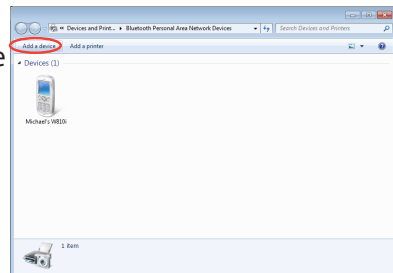 e
« Devices and Print... ▸ Bluetooth Personal Area Network Devices
Search Devices and Printers
Add a device Add a printer
Devices (1)
Michael's W810i
1 item